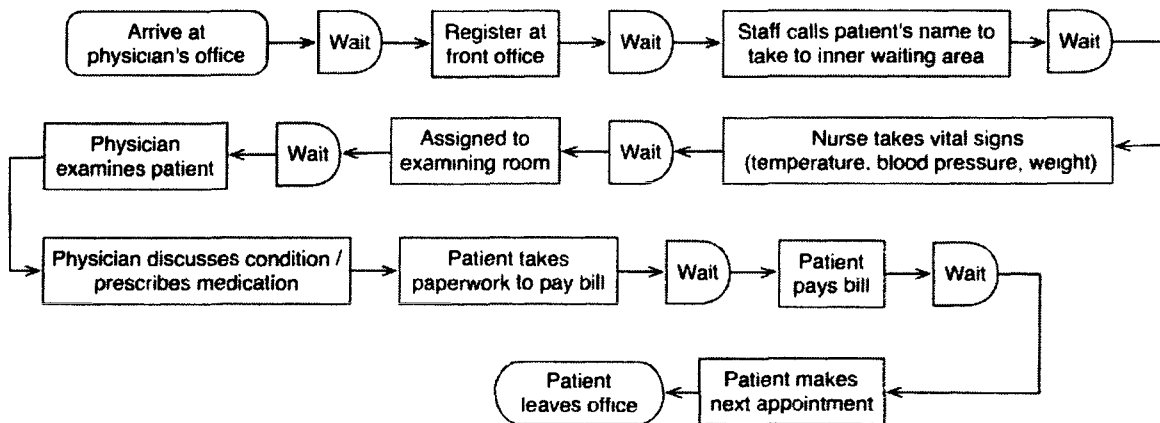 Arrive at
physician's office
Wait
Register at
front office
Wait
Staff calls patient's name to
take to inner waiting area
Wait
Nurse takes vital signs
(temperature. blood pressure, weight)
Wait
Assigned to
examining room
Wait
Physician
examines patient
Physician discusses condition /
prescribes medication
Patient takes
paperwork to pay bill
Wait
Patient
pays bill
Wait
Patient makes
next appointment
Patient
leaves office